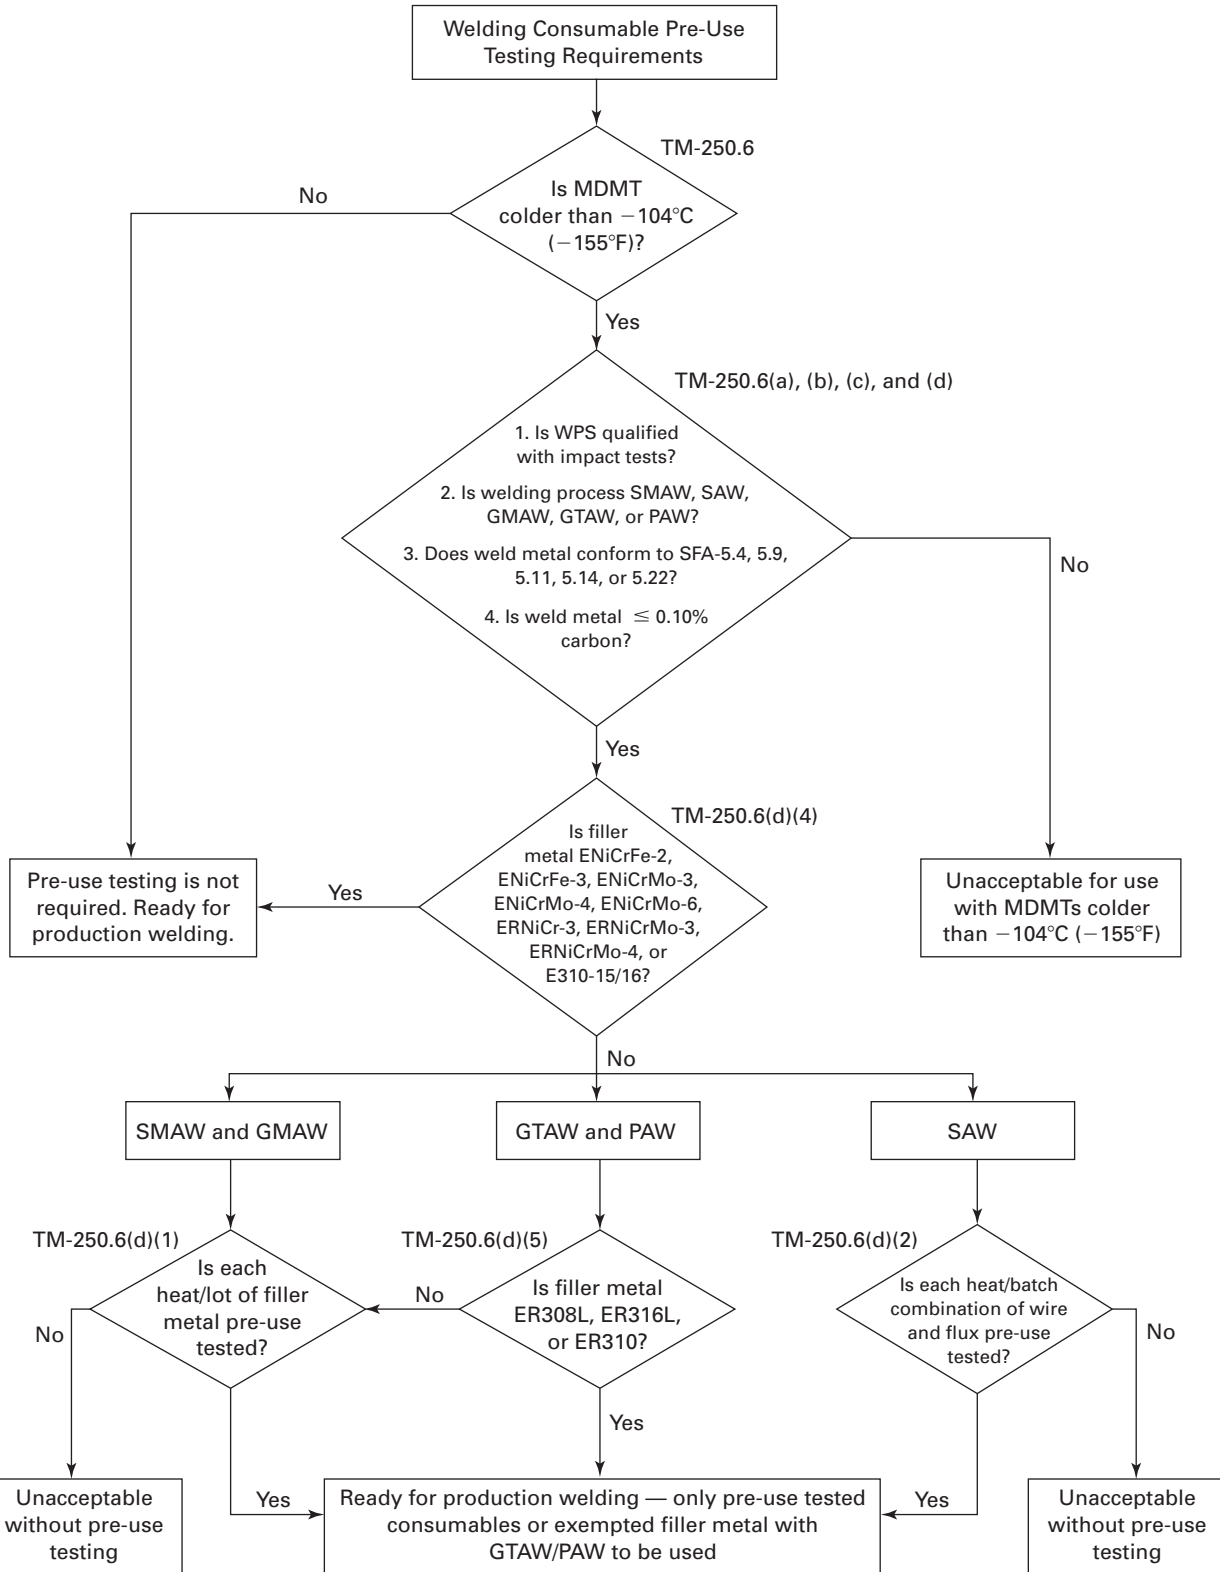 Welding Consumable Pre-Use
Testing Requirements
TM-250.6
Is MDMT
colder than −104°C
(−155°F)?
No
Yes
TM-250.6(a), (b), (c), and (d)
1. Is WPS qualified
with impact tests?
2. Is welding process SMAW, SAW,
GMAW, GTAW, or PAW?
3. Does weld metal conform to SFA-5.4, 5.9,
5.11, 5.14, or 5.22?
4. Is weld metal ≤ 0.10%
carbon?
No
Yes
TM-250.6(d)(4)
Is filler
metal ENiCrFe-2,
ENiCrFe-3, ENiCrMo-3,
ENiCrMo-4, ENiCrMo-6,
ERNiCr-3, ERNiCrMo-3,
ERNiCrMo-4, or
E310-15/16?
Yes
Pre-use testing is not
required. Ready for
production welding.
Unacceptable for use
with MDMTs colder
than −104°C (−155°F)
No
SMAW and GMAW
GTAW and PAW
SAW
TM-250.6(d)(1)
Is each
heat/lot of filler
metal pre-use
tested?
No
TM-250.6(d)(5)
Is filler metal
ER308L, ER316L,
or ER310?
No
TM-250.6(d)(2)
Is each heat/batch
combination of wire
and flux pre-use
tested?
No
Yes
Yes
Yes
Unacceptable
without pre-use
testing
Ready for production welding — only pre-use tested
consumables or exempted filler metal with
GTAW/PAW to be used
Unacceptable
without pre-use
testing